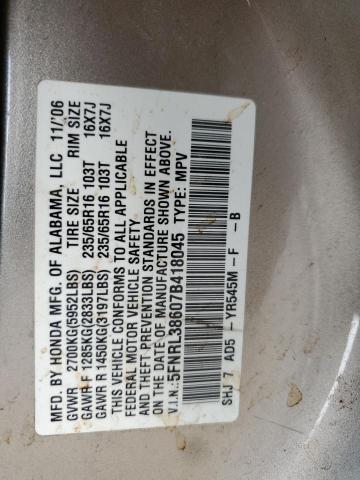 MFD. BY HONDA MFG. OF ALABAMA, LLC 11/'06
GVWR 2700KG(5952LBS) TIRE SIZE RIM SIZE
GAWR F 1285KG(2833LBS) 235/65R16 103T 16X7J
GAWR R 1450KG(3197LBS) 235/65R16 103T 16X7J
THIS VEHICLE CONFORMS TO ALL APPLICABLE
FEDERAL MOTOR VEHICLE SAFETY
AND THEFT PREVENTION STANDARDS IN EFFECT
ON THE DATE OF MANUFACTURE SHOWN ABOVE.
V.I.N.:5FNRL38607B418045 TYPE: MPV
SHJ 7 AD5 - YR545M - F - B